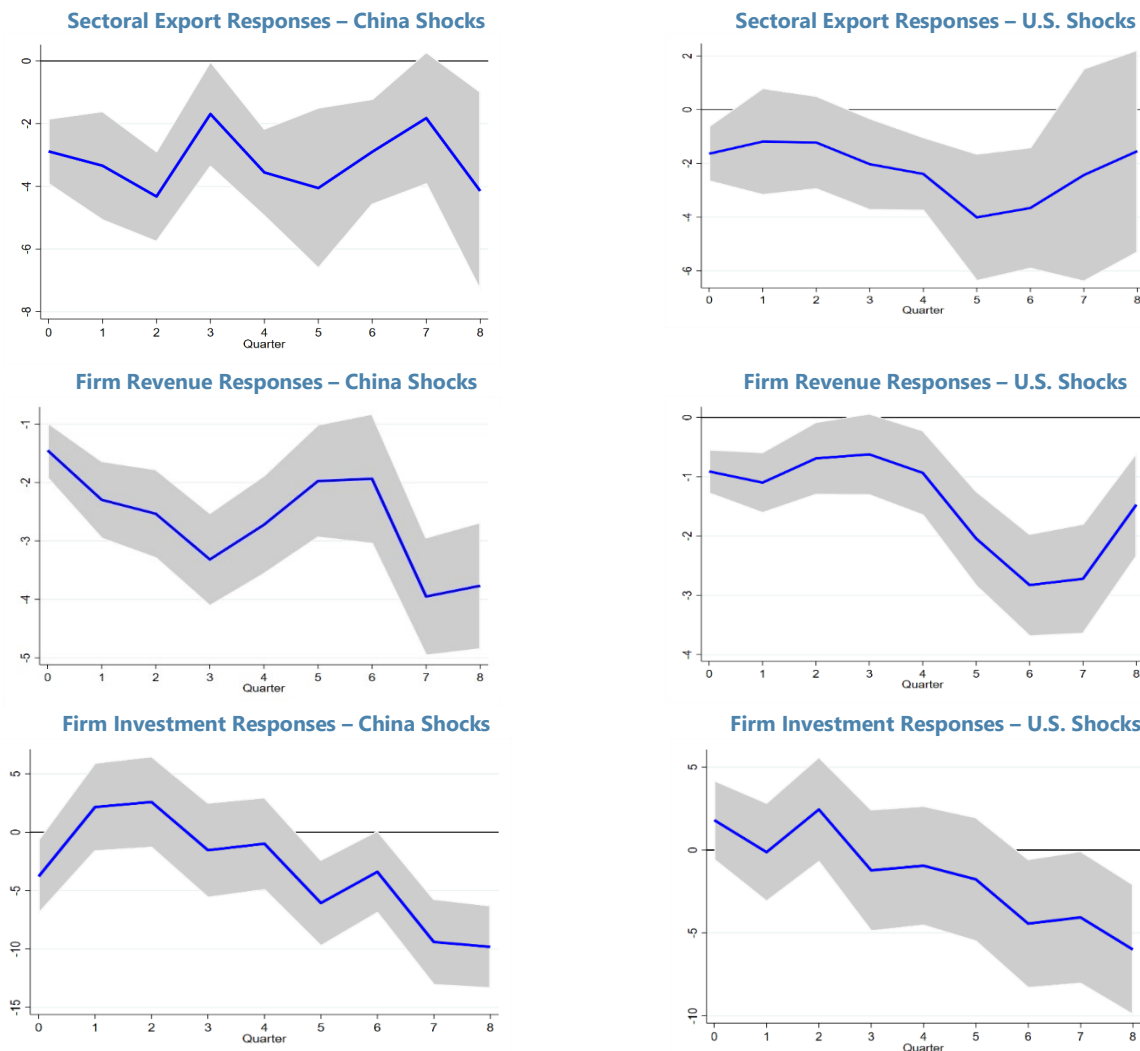 Sectoral Export Responses – China Shocks
0
-2
-4
-6
-8
0 1 2 3 4 5 6 7 8
Quarter
Sectoral Export Responses – U.S. Shocks
2
0
-2
-4
-6
0 1 2 3 4 5 6 7 8
Quarter
Firm Revenue Responses – China Shocks
-1
-2
-3
-4
-5
0 1 2 3 4 5 6 7 8
Quarter
Firm Revenue Responses – U.S. Shocks
0
-1
-2
-3
-4
0 1 2 3 4 5 6 7 8
Quarter
Firm Investment Responses – China Shocks
5
0
-5
-10
-15
0 1 2 3 4 5 6 7 8
Quarter
Firm Investment Responses – U.S. Shocks
5
0
-5
-10
0 1 2 3 4 5 6 7 8
Quarter